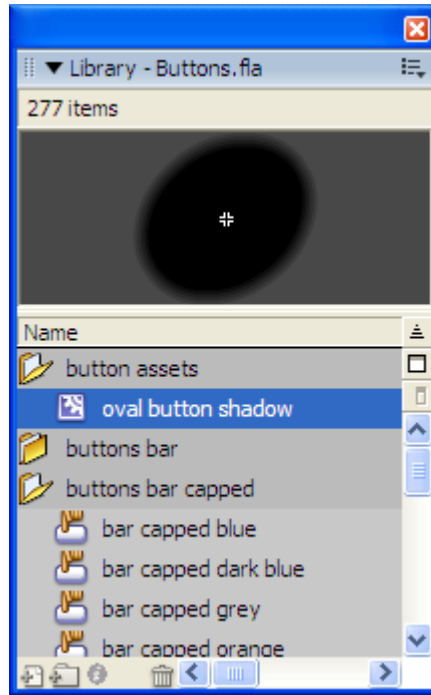 Library - Buttons.fla
277 items
Name
button assets
oval button shadow
buttons bar
buttons bar capped
bar capped blue
bar capped dark blue
bar capped grey
bar capped orange